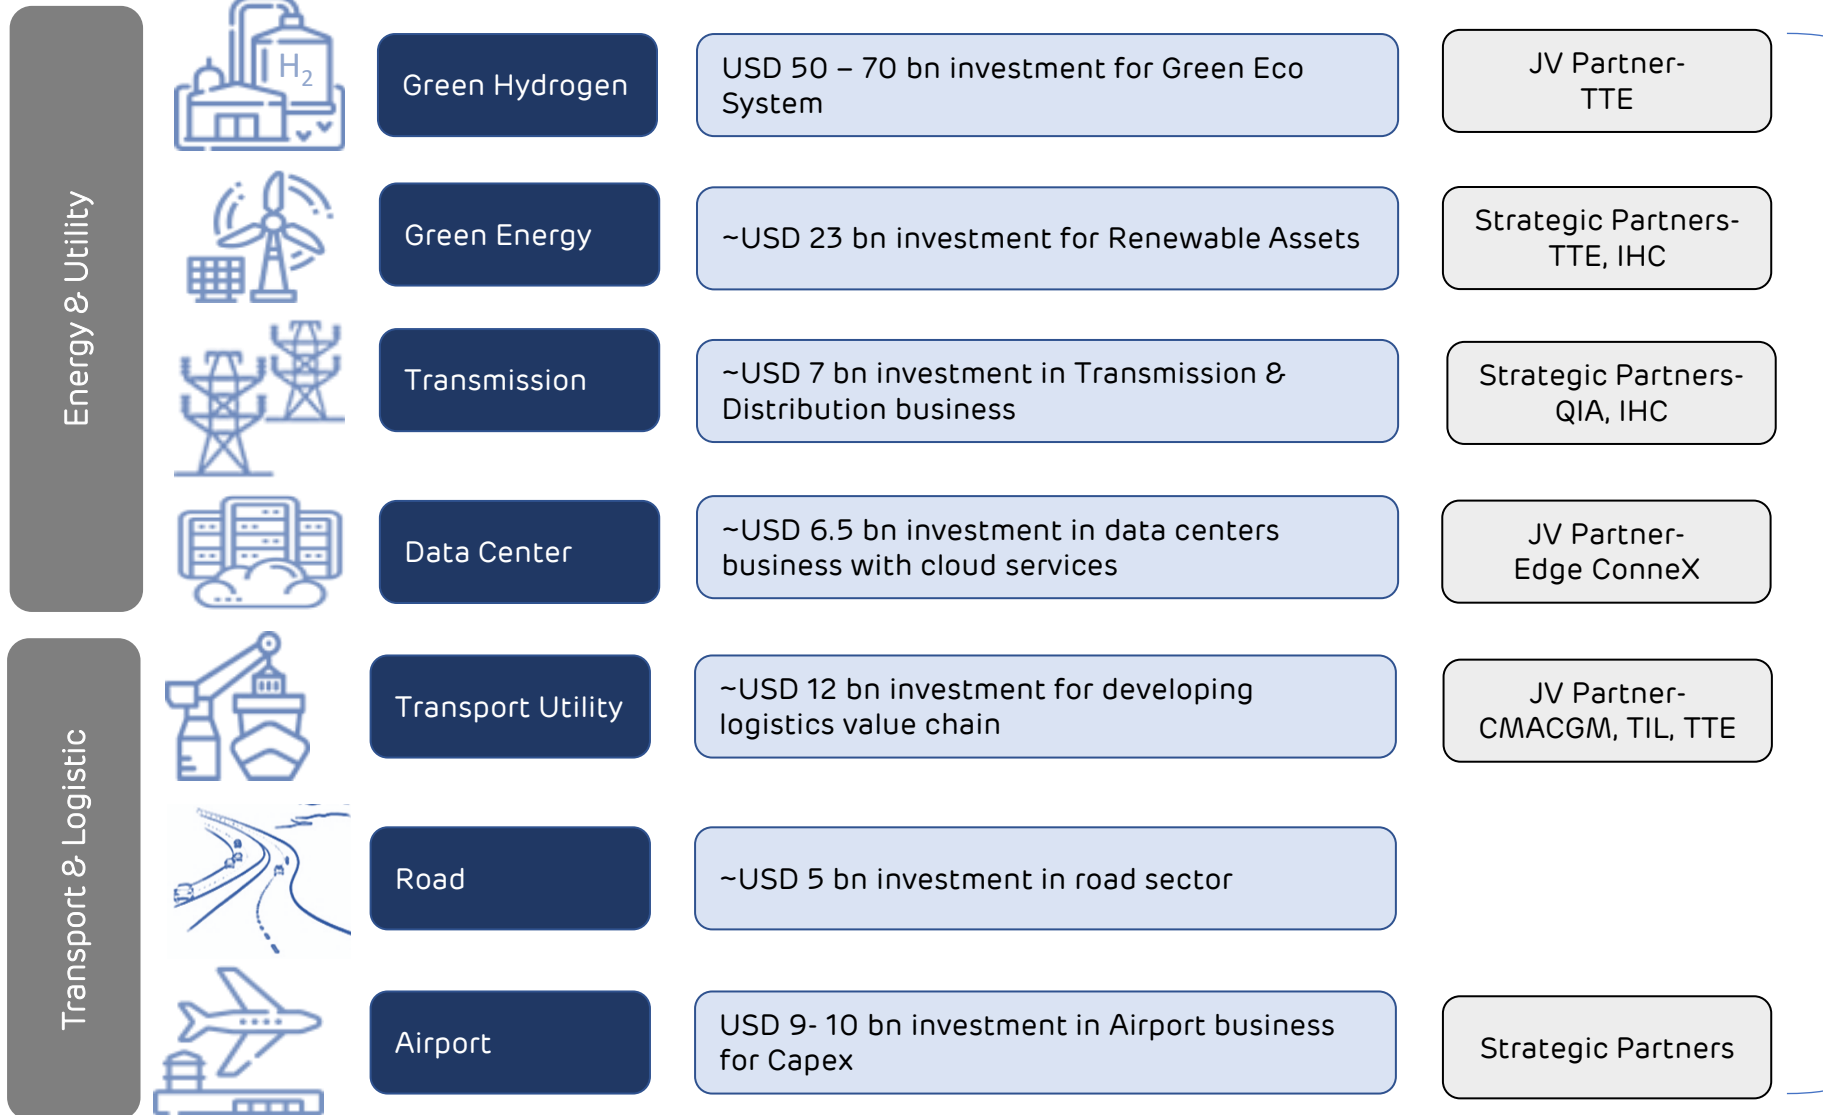 Energy & Utility
H2
Green Hydrogen
USD 50 – 70 bn investment for Green Eco
System
JV Partner-
TTE
Green Energy
~USD 23 bn investment for Renewable Assets
Strategic Partners-
TTE, IHC
Transmission
~USD 7 bn investment in Transmission &
Distribution business
Strategic Partners-
QIA, IHC
Data Center
~USD 6.5 bn investment in data centers
business with cloud services
JV Partner-
Edge ConneX
Transport & Logistic
Transport Utility
~USD 12 bn investment for developing
logistics value chain
JV Partner-
CMACGM, TIL, TTE
Road
~USD 5 bn investment in road sector
Airport
USD 9- 10 bn investment in Airport business
for Capex
Strategic Partners